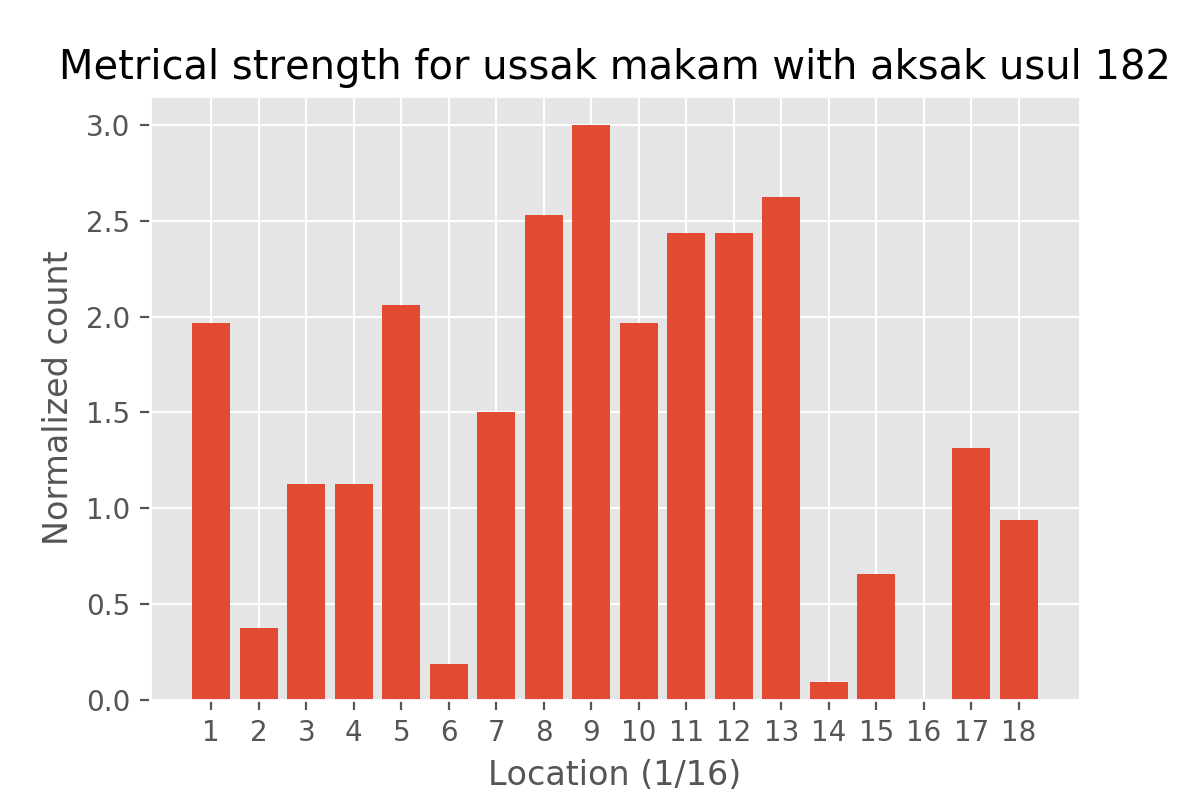 Metrical strength for ussak makam with aksak usul 182
Normalized count
3.0
2.5
2.0
1.5
1.0
0.5
0.0
1 2 3 4 5 6 7 8 9 10 11 12 13 14 15 16 17 18
Location (1/16)